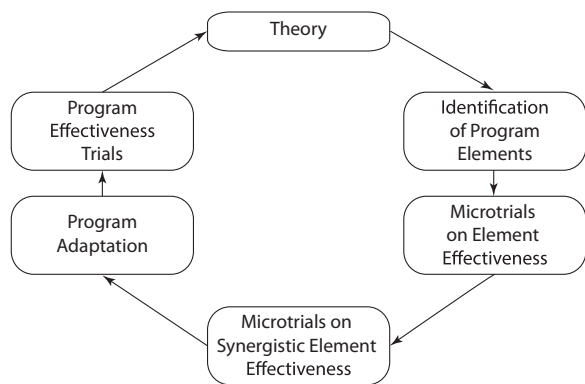 Theory
Identification
of Program
Elements
Microtrials
on Element
Effectiveness
Microtrials on
Synergistic Element
Effectiveness
Program
Adaptation
Program
Effectiveness
Trials